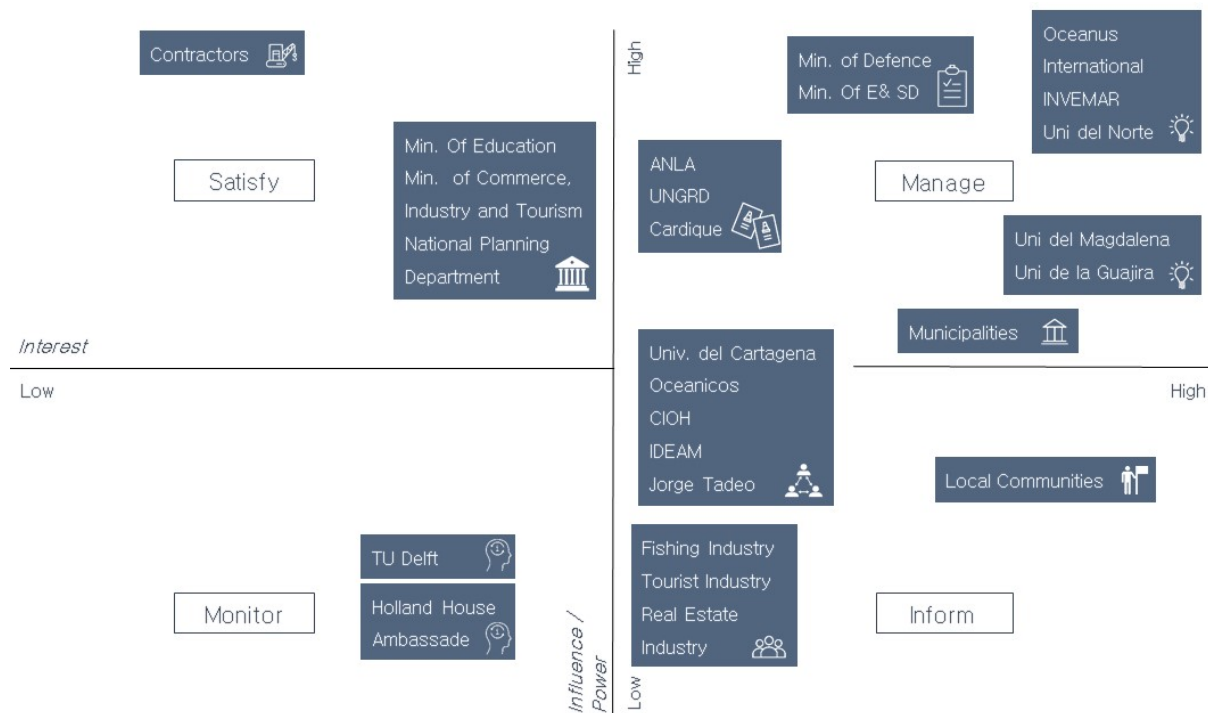 Contractors
High
Min. of Defence
Min. Of E& SD
Oceanus
International
INVEMAR
Uni del Norte
Satisfy
Min. Of Education
Min. of Commerce,
Industry and Tourism
National Planning
Department
ANLA
UNGRD
Cardique
Manage
Uni del Magdalena
Uni de la Guajira
Municipalities
Interest
Low
High
Univ. del Cartagena
Oceanicos
CIOH
IDEAM
Jorge Tadeo
Local Communities
TU Delft
Holland House
Ambassade
Monitor
Influence /
Power
Fishing Industry
Tourist Industry
Real Estate
Industry
Inform
Low